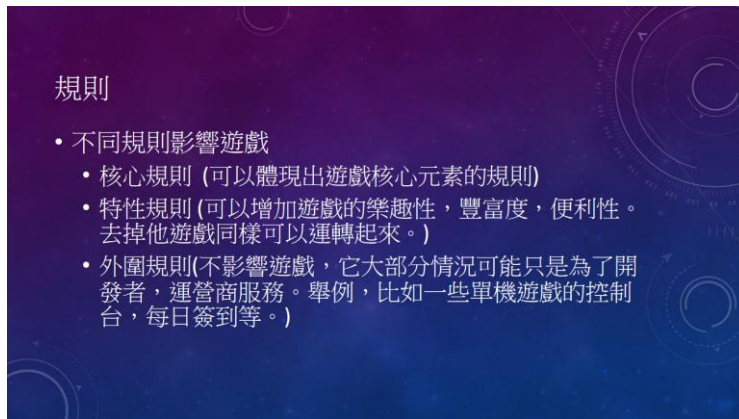 規則
• 不同規則影響遊戲
• 核心規則 (可以體現出遊戲核心元素的規則)
• 特性規則 (可以增加遊戲的樂趣性，豐富度，便利性。
去掉他遊戲同樣可以運轉起來。)
• 外圍規則(不影響遊戲，它大部分情況可能只是為了開
發者，運營商服務。舉例，比如一些單機遊戲的控制
台，每日簽到等。)